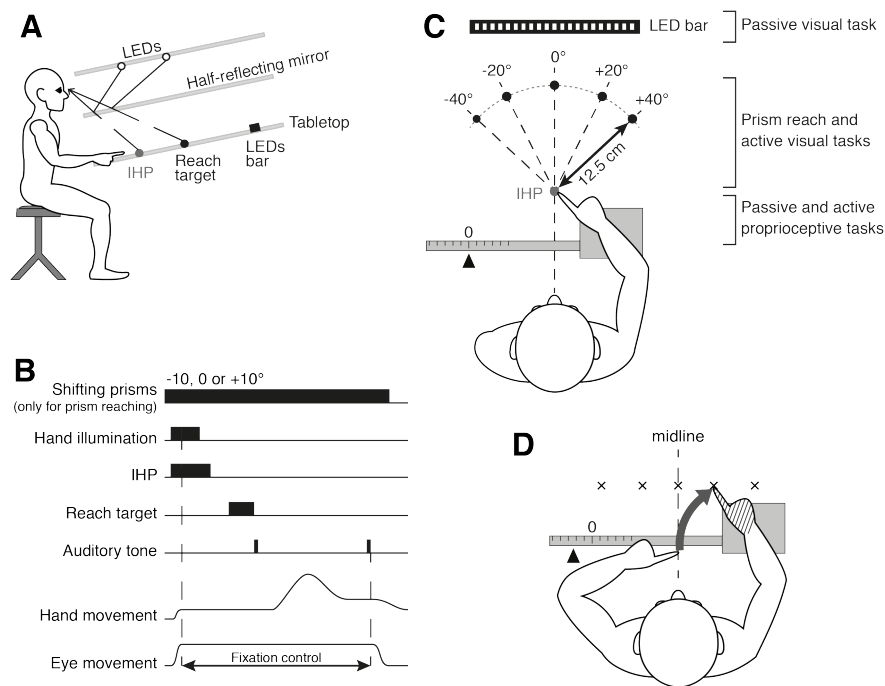 A
LEDs
Half-reflecting mirror
Tabletop
IHP
Reach
target
LEDs
bar
B
-10, 0 or +10°
Shifting prisms
(only for prism reaching)
Hand illumination
IHP
Reach target
Auditory tone
Hand movement
Eye movement
Fixation control
C
LED bar
Passive visual task
0°
-20°
+20°
-40°
+40°
12.5 cm
IHP
Prism reach and
active visual tasks
Passive and active
proprioceptive tasks
0
D
midline
0